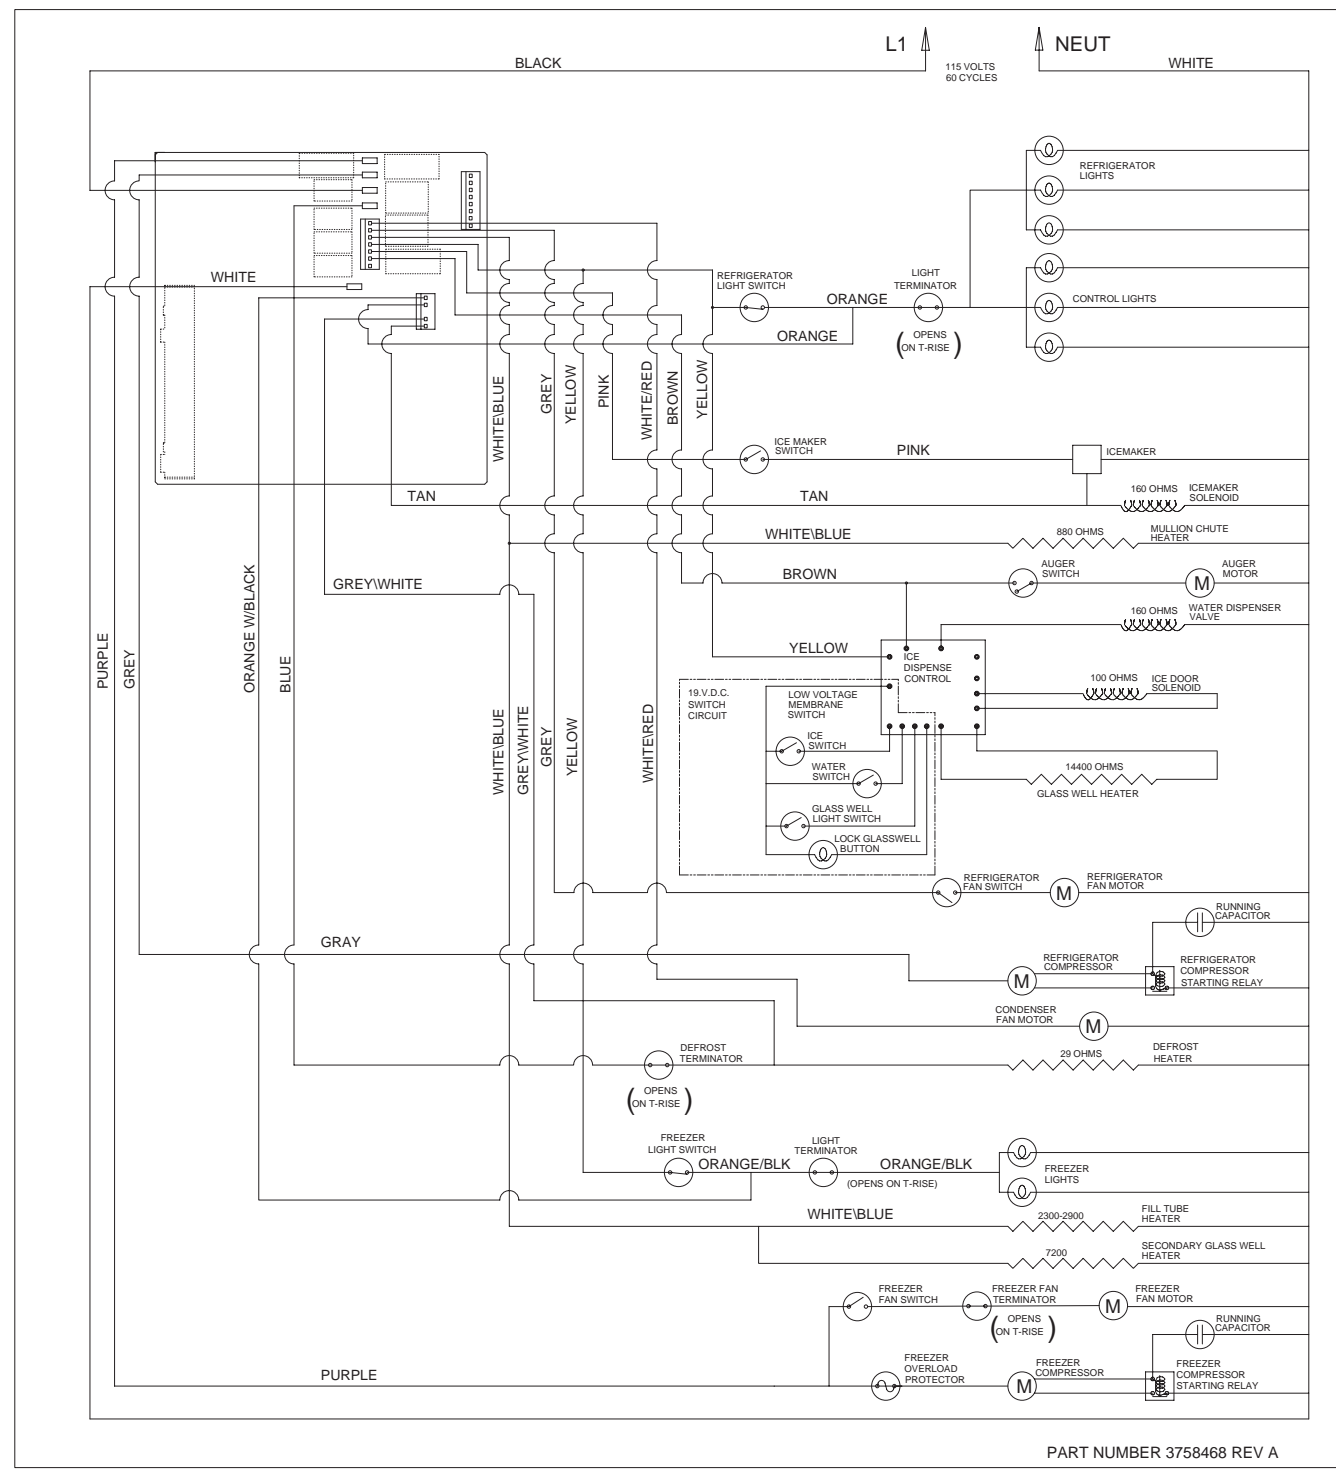 L1
NEUT
115 VOLTS
60 CYCLES
BLACK
WHITE
REFRIGERATOR
LIGHTS
WHITE
REFRIGERATOR
LIGHT SWITCH
LIGHT
TERMINATOR
ORANGE
CONTROL LIGHTS
ORANGE
(OPENS
ON T-RISE)
WHITE\BLUE
GREY
YELLOW
PINK
WHITE/RED
BROWN
YELLOW
ICE MAKER
SWITCH
PINK
ICEMAKER
TAN
TAN
160 OHMS
ICEMAKER
SOLENOID
WHITE\BLUE
880 OHMS
MULLION CHUTE
HEATER
GREY\WHITE
BROWN
AUGER
SWITCH
M
AUGER
MOTOR
160 OHMS
WATER DISPENSER
VALVE
PURPLE
GREY
ORANGE W/BLACK
BLUE
YELLOW
ICE
DISPENSE
CONTROL
100 OHMS
ICE DOOR
SOLENOID
19.V.D.C.
SWITCH
CIRCUIT
LOW VOLTAGE
MEMBRANE
SWITCH
WHITE\BLUE
GREY\WHITE
GREY
YELLOW
WHITE\RED
ICE
SWITCH
WATER
SWITCH
14400 OHMS
GLASS WELL HEATER
GLASS WELL
LIGHT SWITCH
LOCK GLASSWELL
BUTTON
REFRIGERATOR
FAN SWITCH
M
REFRIGERATOR
FAN MOTOR
RUNNING
CAPACITOR
GRAY
REFRIGERATOR
COMPRESSOR
M
REFRIGERATOR
COMPRESSOR
STARTING RELAY
CONDENSER
FAN MOTOR
M
DEFROST
TERMINATOR
29 OHMS
DEFROST
HEATER
(OPENS
ON T-RISE)
FREEZER
LIGHT SWITCH
ORANGE/BLK
LIGHT
TERMINATOR
ORANGE/BLK
(OPENS ON T-RISE)
FREEZER
LIGHTS
WHITE\BLUE
2300-2900
FILL TUBE
HEATER
7200
SECONDARY GLASS WELL
HEATER
FREEZER
FAN SWITCH
FREEZER FAN
TERMINATOR
M
FREEZER
FAN MOTOR
(OPENS
ON T-RISE)
RUNNING
CAPACITOR
PURPLE
FREEZER
OVERLOAD
PROTECTOR
M
FREEZER
COMPRESSOR
FREEZER
COMPRESSOR
STARTING RELAY
PART NUMBER 3758468 REV A